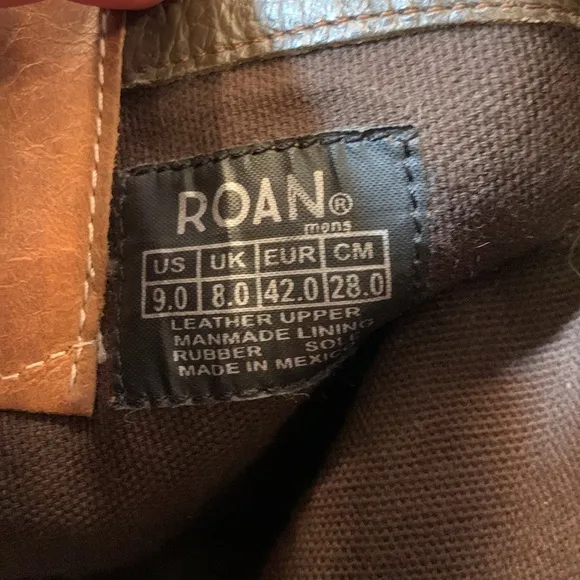 ROAN®
mens
US UK EUR CM
9.0 8.0 42.0 28.0
LEATHER UPPER
MANMADE LINING
RUBBER SOLE
MADE IN MEXICO